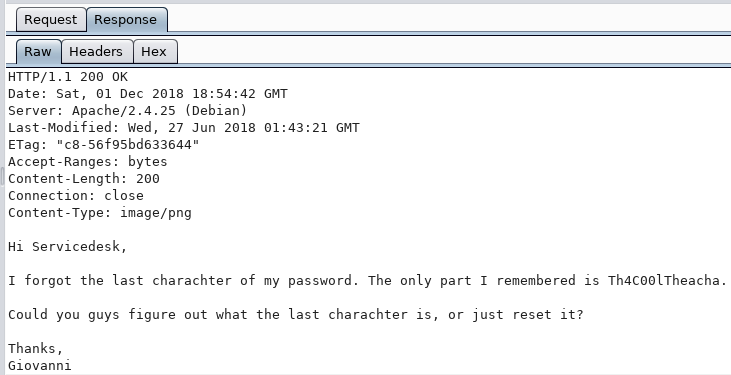 Request Response
Raw Headers Hex
HTTP/1.1 200 OK
Date: Sat, 01 Dec 2018 18:54:42 GMT
Server: Apache/2.4.25 (Debian)
Last-Modified: Wed, 27 Jun 2018 01:43:21 GMT
ETag: "c8-56f95bd633644"
Accept-Ranges: bytes
Content-Length: 200
Connection: close
Content-Type: image/png
Hi Servicedesk,
I forgot the last charachter of my password. The only part I remembered is Th4C00lTheacha.
Could you guys figure out what the last charachter is, or just reset it?
Thanks,
Giovanni